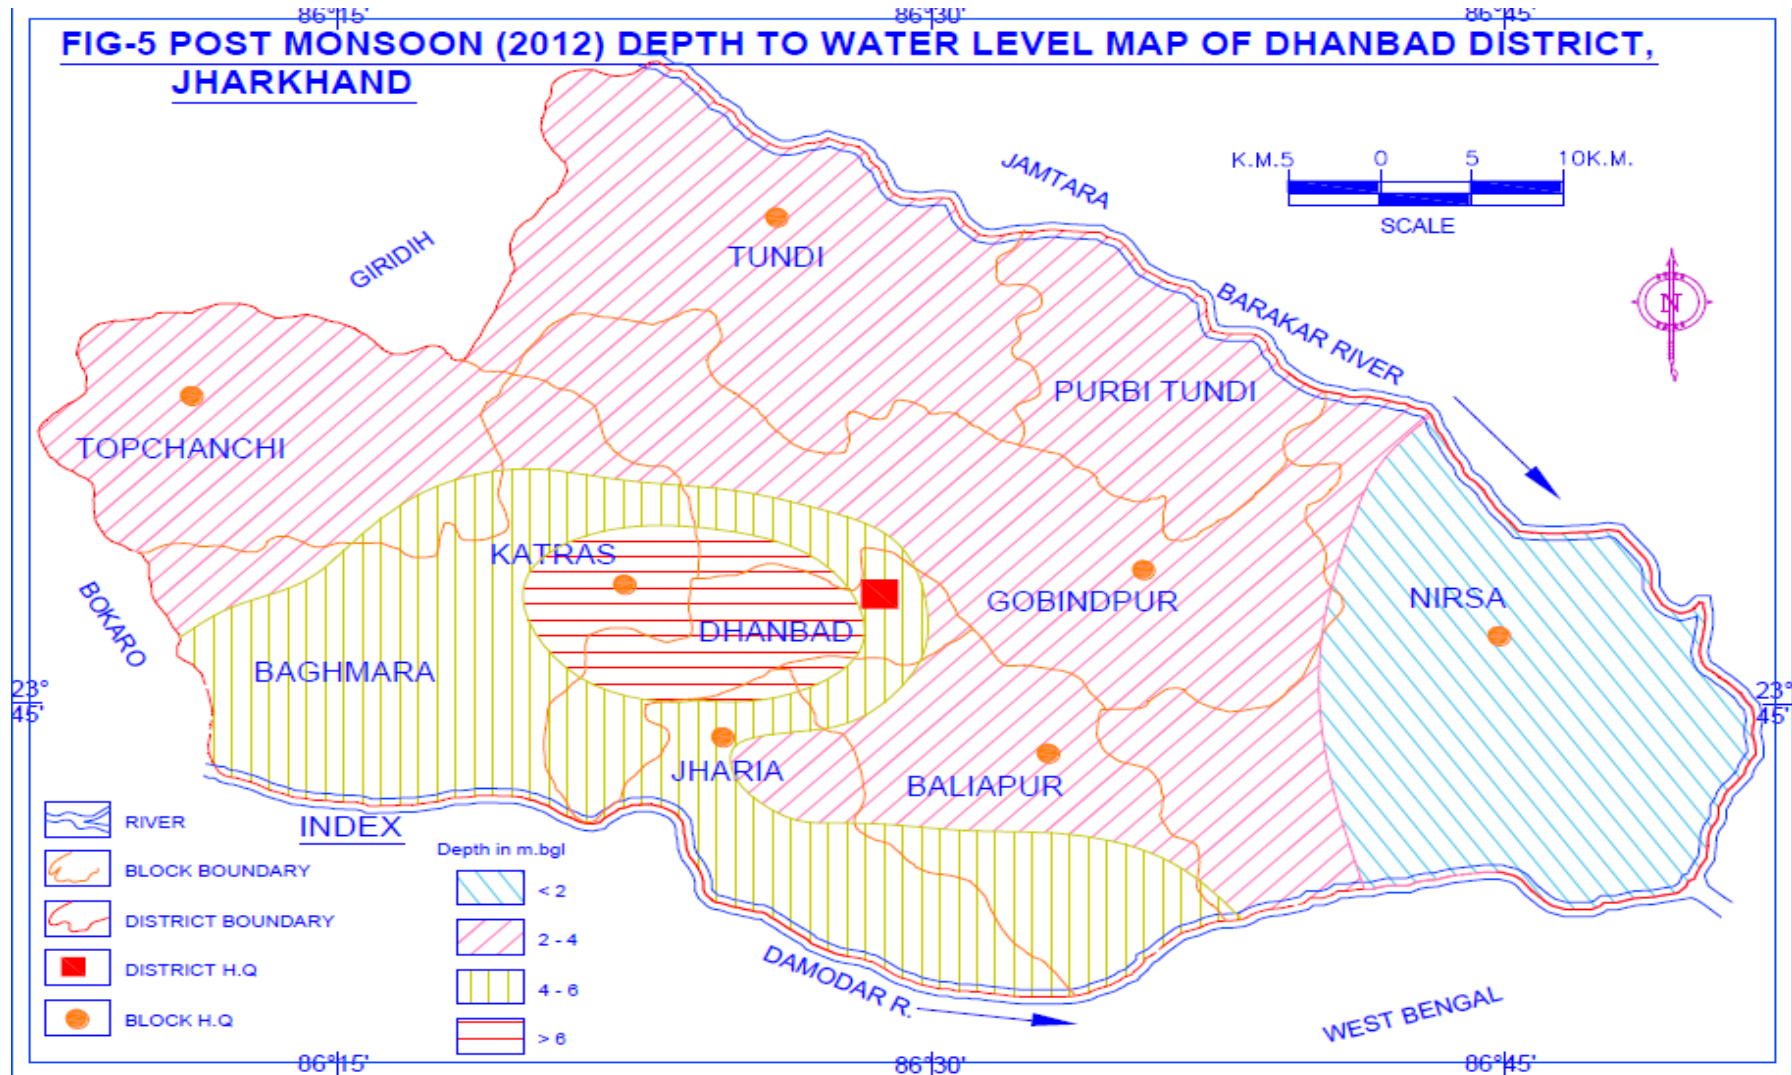 86°15' 86°30' 86°45'
FIG-5 POST MONSOON (2012) DEPTH TO WATER LEVEL MAP OF DHANBAD DISTRICT,
JHARKHAND
JAMTARA
K.M.5 0 5 10K.M.
SCALE
GIRIDIH
TUNDI
N
BARAKAR RIVER
PURBI TUNDI
TOPCHANCHI
KATRAS
BOKARO
GOBINDPUR
NIRSA
DHANBAD
BAGHMARA
23°
45'
23°
45'
JHARIA
BALIAPUR
INDEX
RIVER
BLOCK BOUNDARY
DISTRICT BOUNDARY
DISTRICT H.Q
BLOCK H.Q
Depth in m.bgl
< 2
2 - 4
4 - 6
> 6
DAMODAR R.
WEST BENGAL
86°15' 86°30' 86°45'